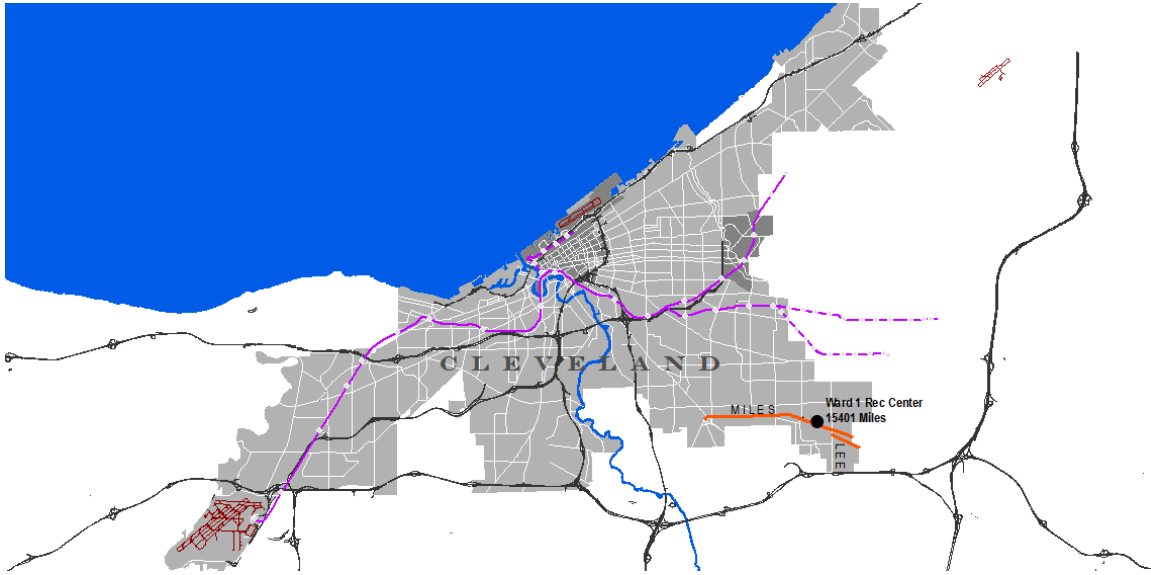 CLEVELAND
MILES
Ward 1 Rec Center
15401 Miles
LEE